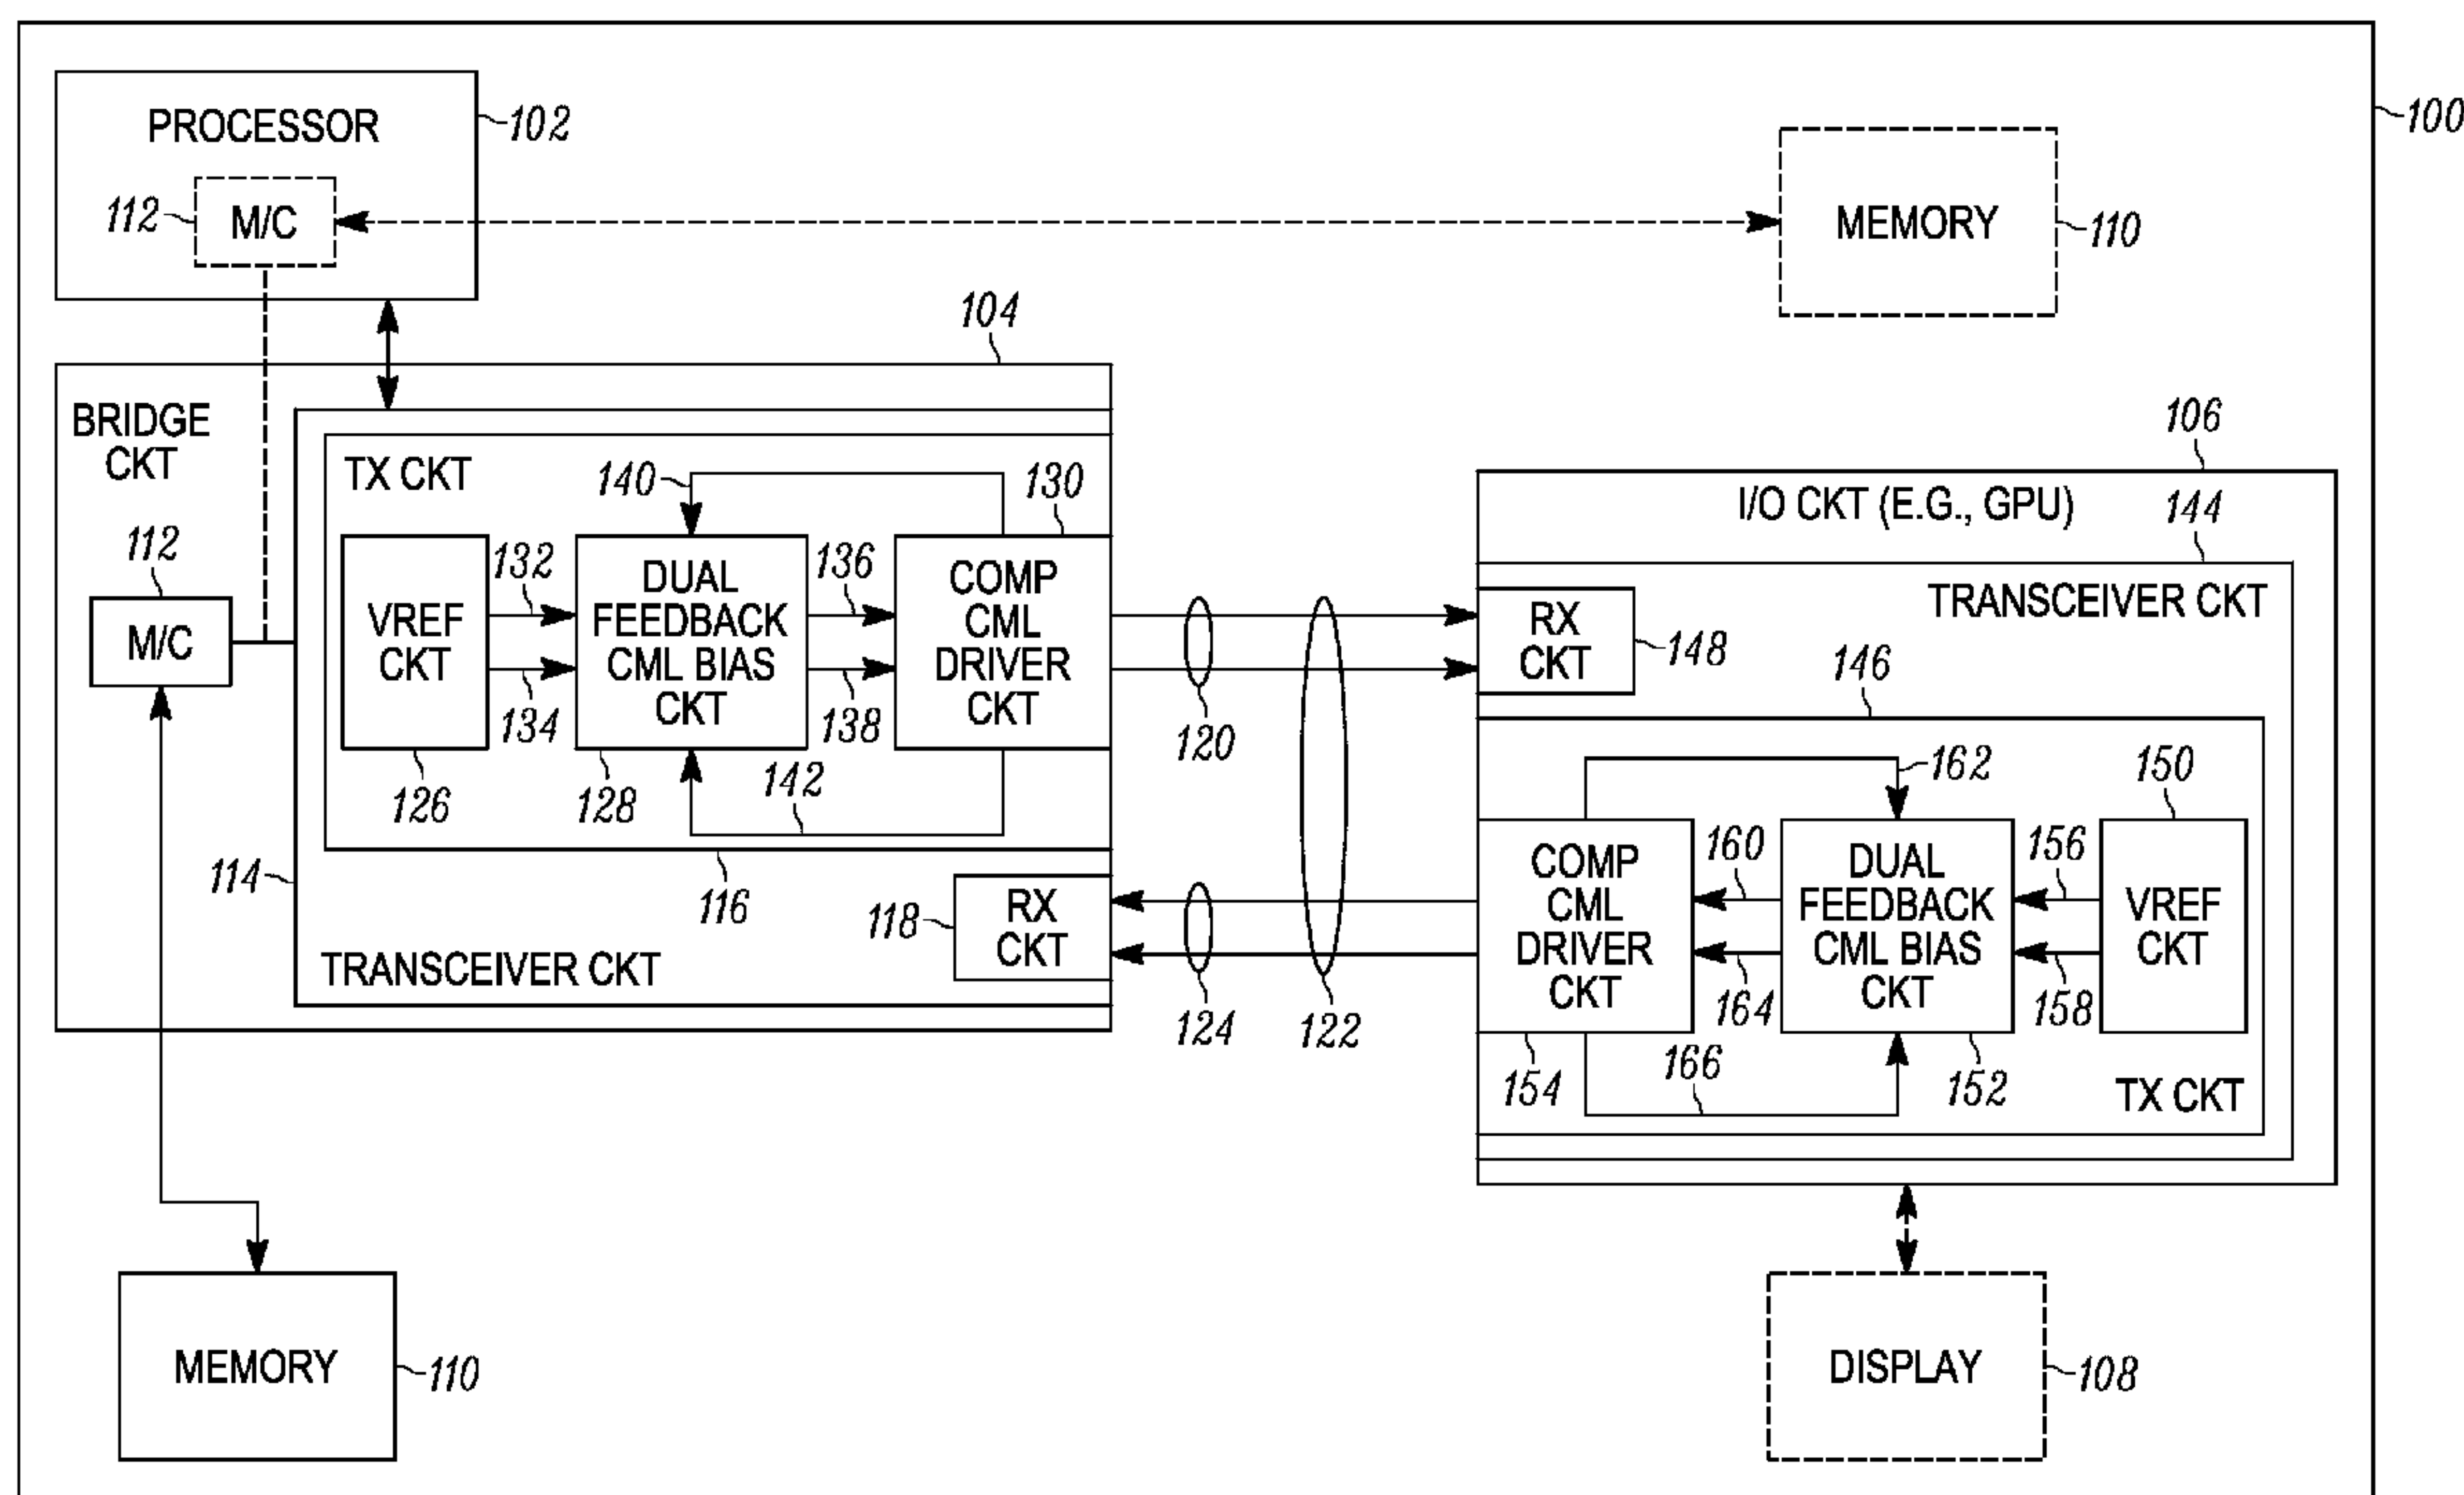 PROCESSOR
102
100
112
M/C
MEMORY
110
104
BRIDGE
CKT
TX CKT
140
130
106
I/O CKT (E.G., GPU)
144
112
M/C
VREF
CKT
132
134
DUAL
FEEDBACK
CML BIAS
CKT
136
138
COMP
CML
DRIVER
CKT
126
128
142
120
RX
CKT
148
TRANSCEIVER CKT
146
162
150
114
116
118
RX
CKT
TRANSCEIVER CKT
124
122
COMP
CML
DRIVER
CKT
160
164
DUAL
FEEDBACK
CML BIAS
CKT
156
158
VREF
CKT
154
166
152
TX CKT
MEMORY
110
DISPLAY
108